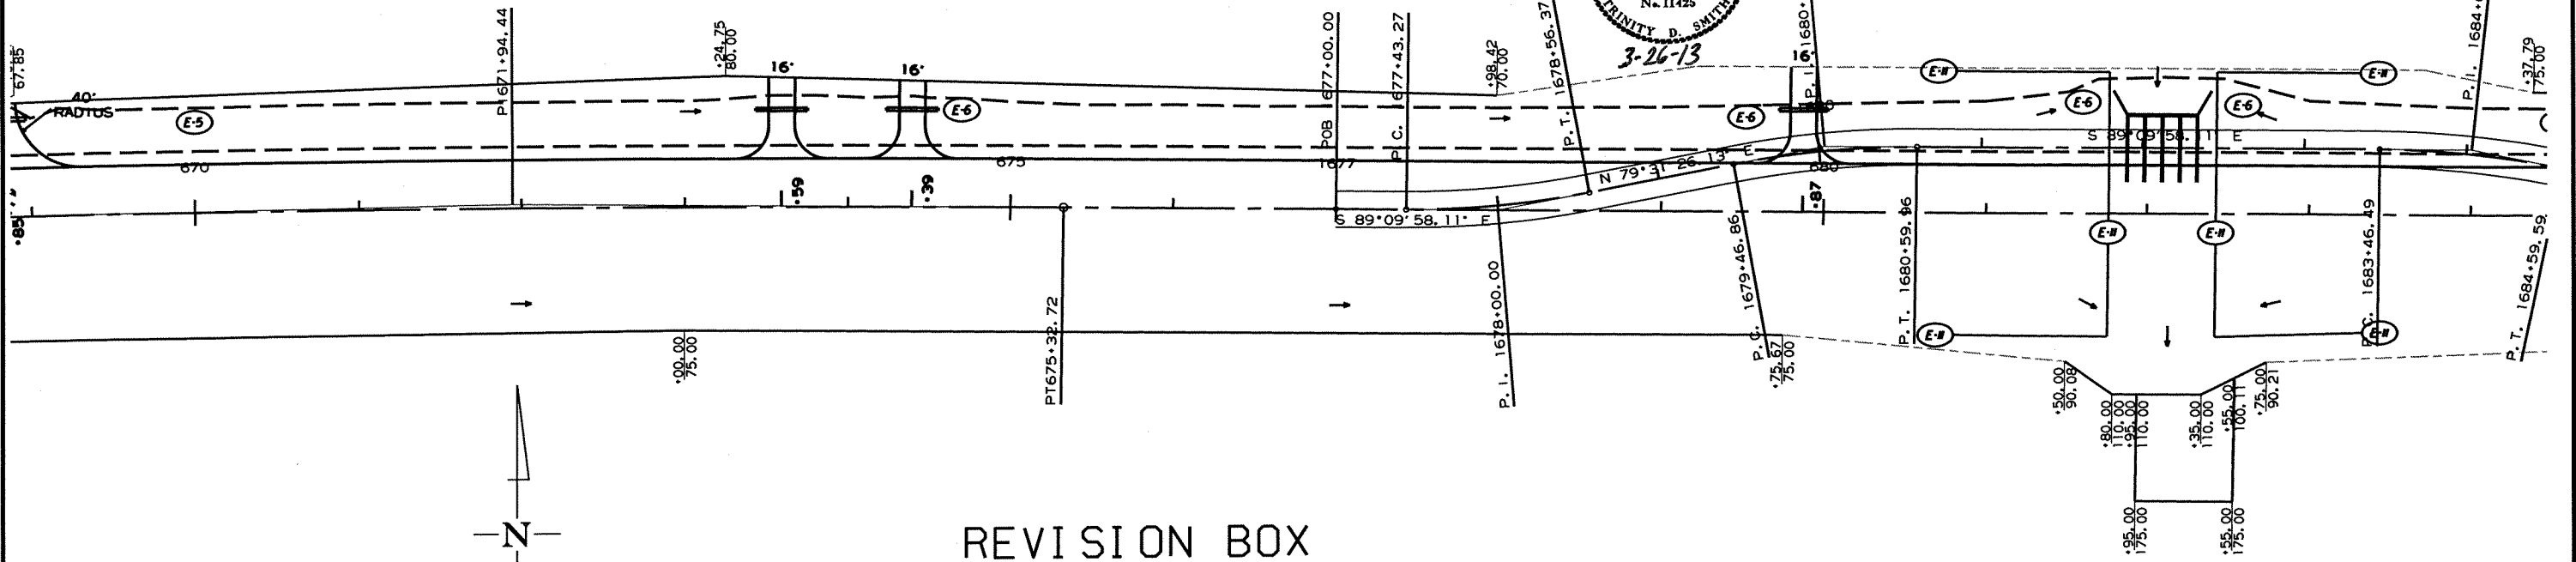 67.85
40'
RADIUS
E-5
670
+85
PI671+94.44
+24.75
80.00
16'
16'
E-6
+59
+39
675
PT675+32.72
+00.00
75.00
POB 677+00.00
1677
P.C. 677+43.27
S 89°09'58.11" E
+98.42
70.00
P.I. 1678+00.00
P.T. 1678+56.37
No. 11425
TRINITY D. SMITH
3-26-13
N 79°31'26.13" E
E-6
16'
P.I. 1680+
680
+87
P.C. 1679+46.86
+75.67
75.00
P.T. 1680+59.96
E-11
E-11
E-6
E-6
S 89°09'58.11" E
E-11
E-11
E-11
E-11
P.C. 1683+46.49
P.I. 1684+
+37.79
75.00
P.T. 1684+59.59
+50.00
90.08
+80.00
110.00
+95.00
110.00
+35.00
110.00
+55.00
100.11
+75.00
90.21
+95.00
175.00
+55.00
175.00
N
REVISION BOX